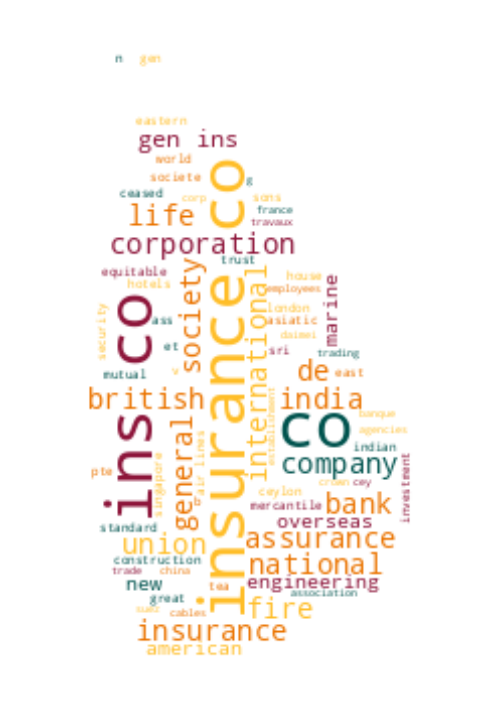 n gen
eastern
gen ins
world
societe
g
ceased
corp
sons
life
france
travaux
corporation
trust
equitable
hotels
house
employees
society
international
marine
security
ins co
insurance co
ass
london
asiatic
daimei
et
sri
trading
mutual
v.
de
east
british
india
establishment
banque
co
agencies
general
air lines
indian
company
pte
singapore
crown
cey
investment
ceylon
mercantile
bank
overseas
standard
union
assurance
construction
national
trade
china
new
tea
engineering
great
association
suez
cables
fire
insurance
american